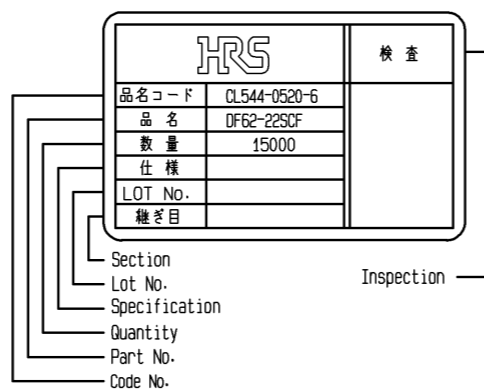 HRS
検査
品名コード CL544-0520-6
品名 DF62-22SCF
数量 15000
仕様
LOT No.
継ぎ目
Section
Lot No.
Inspection
Specification
Quantity
Part No.
Code No.